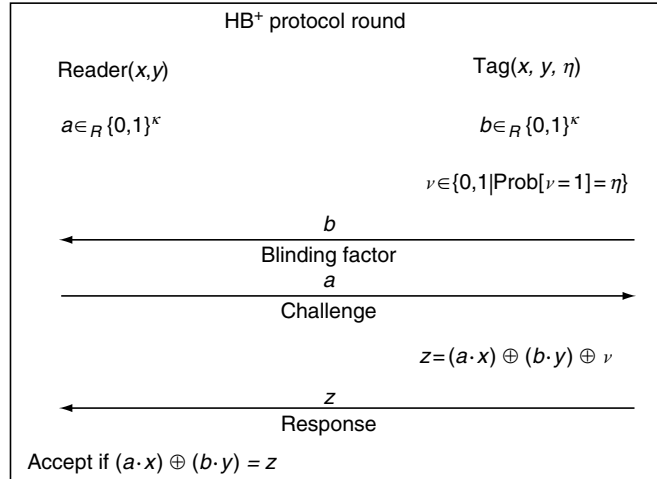 HB⁺ protocol round
Reader(x,y) Tag(x, y, η)
a∈R {0,1}κ b∈R {0,1}κ
ν∈{0,1|Prob[ν=1]=η}
b
Blinding factor
a
Challenge
z=(a·x) ⊕ (b·y) ⊕ ν
z
Response
Accept if (a·x) ⊕ (b·y) = z